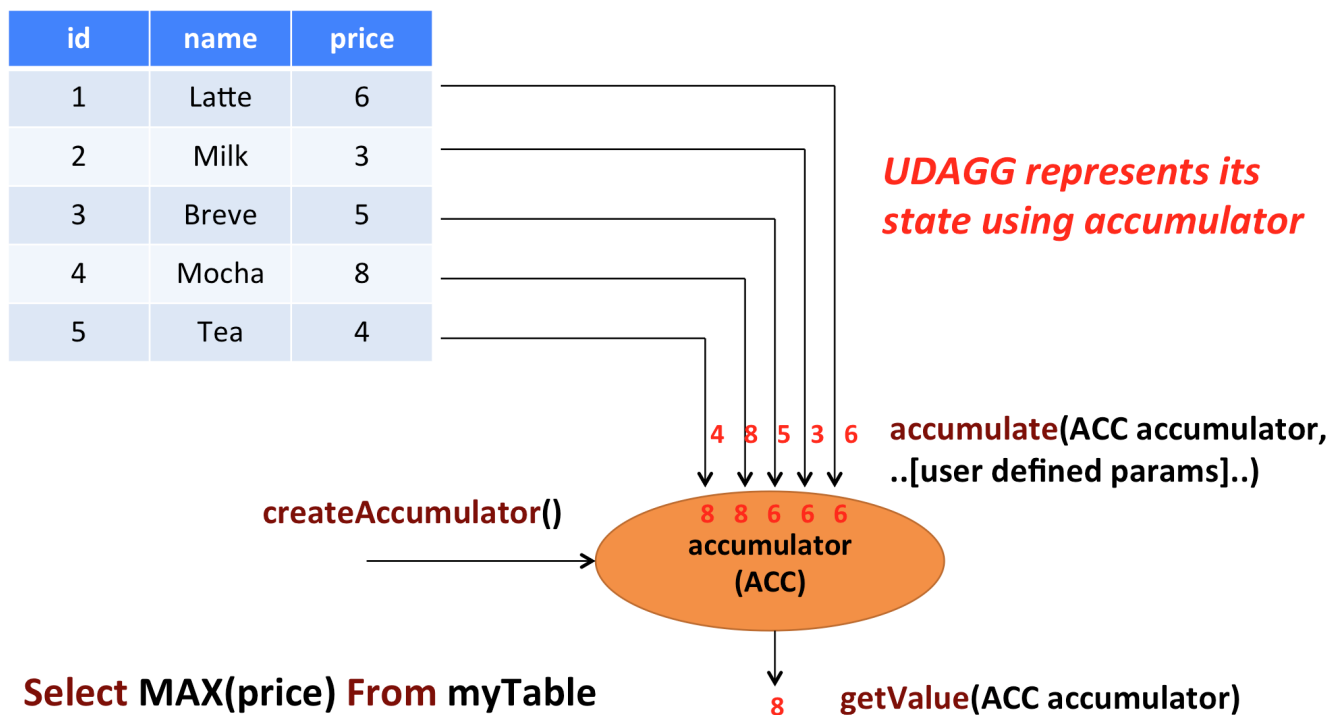 id name price
1 Latte 6
2 Milk 3
3 Breve 5
4 Mocha 8
5 Tea 4
UDAGG represents its
state using accumulator
4 8 5 3 6
accumulate(ACC accumulator,
..[user defined params]..)
createAccumulator()
8 8 6 6 6
accumulator
(ACC)
Select MAX(price) From myTable
8
getValue(ACC accumulator)